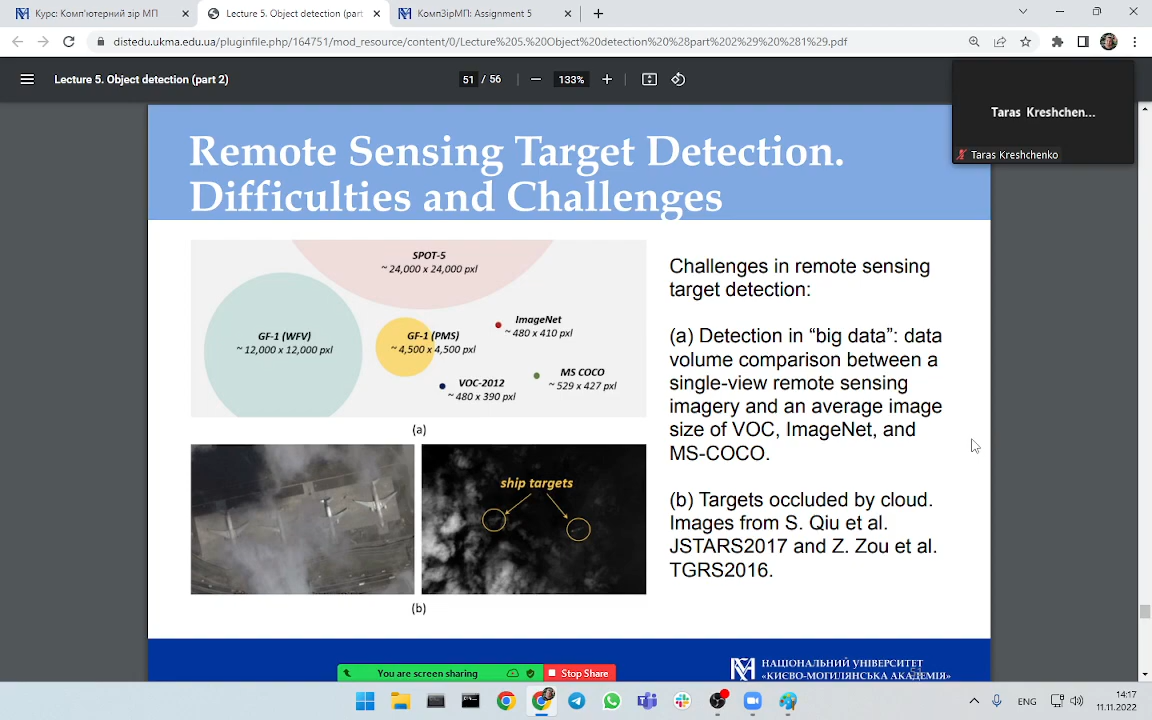 Курс: Комп'ютерний зір МП
Lecture 5. Object detection (part
КомпЗірМП: Assignment 5
distedu.ukma.edu.ua/pluginfile.php/164751/mod_resource/content/0/Lecture%205.%20Object%20detection%20%28part%202%29%20%281%29.pdf
Lecture 5. Object detection (part 2)
51 / 56
133%
Taras Kreshchen...
Taras Kreshchenko
Remote Sensing Target Detection.
Difficulties and Challenges
SPOT-5
~ 24,000 x 24,000 pxl
GF-1 (WFV)
~ 12,000 x 12,000 pxl
GF-1 (PMS)
~ 4,500 x 4,500 pxl
ImageNet
~ 480 x 410 pxl
MS COCO
~ 529 x 427 pxl
VOC-2012
~ 480 x 390 pxl
(a)
ship targets
(b)
Challenges in remote sensing
target detection:
(a) Detection in “big data”: data
volume comparison between a
single-view remote sensing
imagery and an average image
size of VOC, ImageNet, and
MS-COCO.
(b) Targets occluded by cloud.
Images from S. Qiu et al.
JSTARS2017 and Z. Zou et al.
TGRS2016.
НАЦІОНАЛЬНИЙ УНІВЕРСИТЕТ
«КИЄВО-МОГИЛЯНСЬКА АКАДЕМІЯ»
51
You are screen sharing
Stop Share
ENG
14:17
11.11.2022